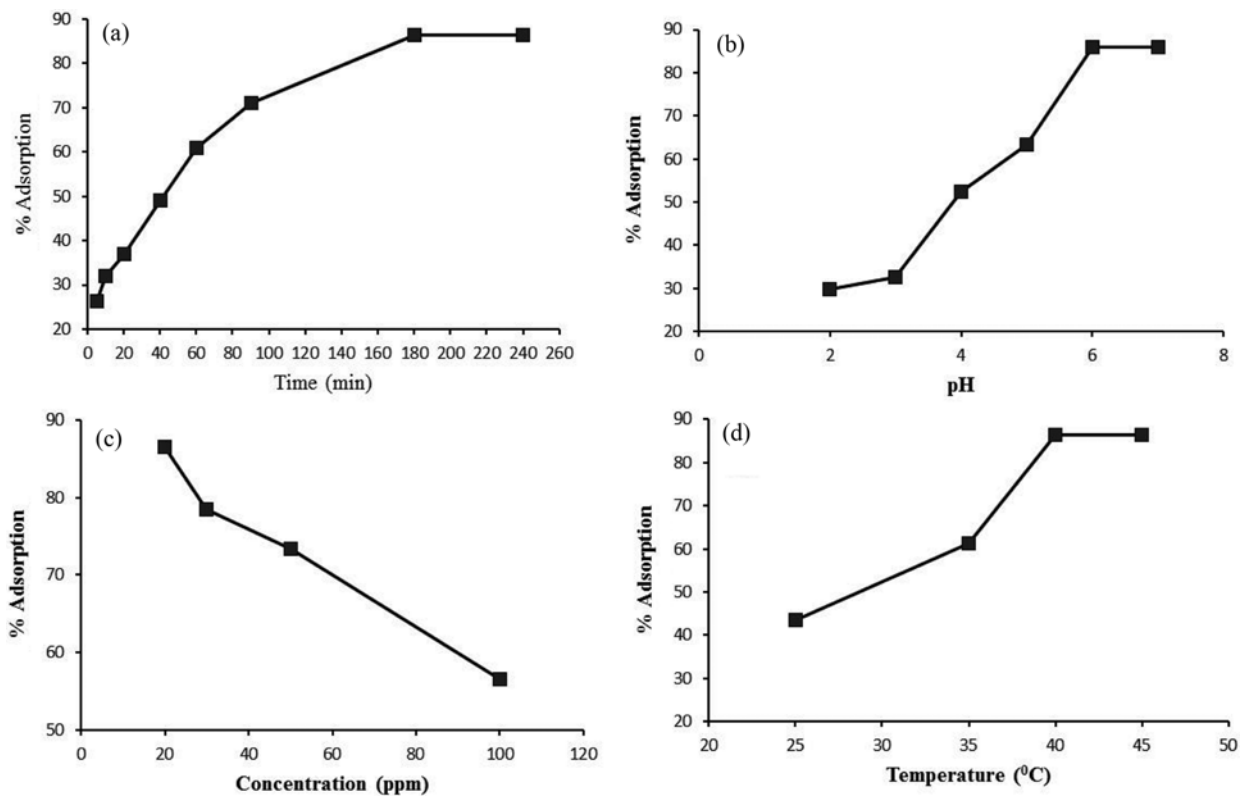 (a)
% Adsorption
90
80
70
60
50
40
30
20
0 20 40 60 80 100 120 140 160 180 200 220 240 260
Time (min)
(b)
% Adsorption
90
80
70
60
50
40
30
20
0 2 4 6 8
pH
(c)
% Adsorption
90
80
70
60
50
0 20 40 60 80 100 120
Concentration (ppm)
(d)
% Adsorption
90
80
70
60
50
40
30
20
20 25 30 35 40 45 50
Temperature (⁰C)